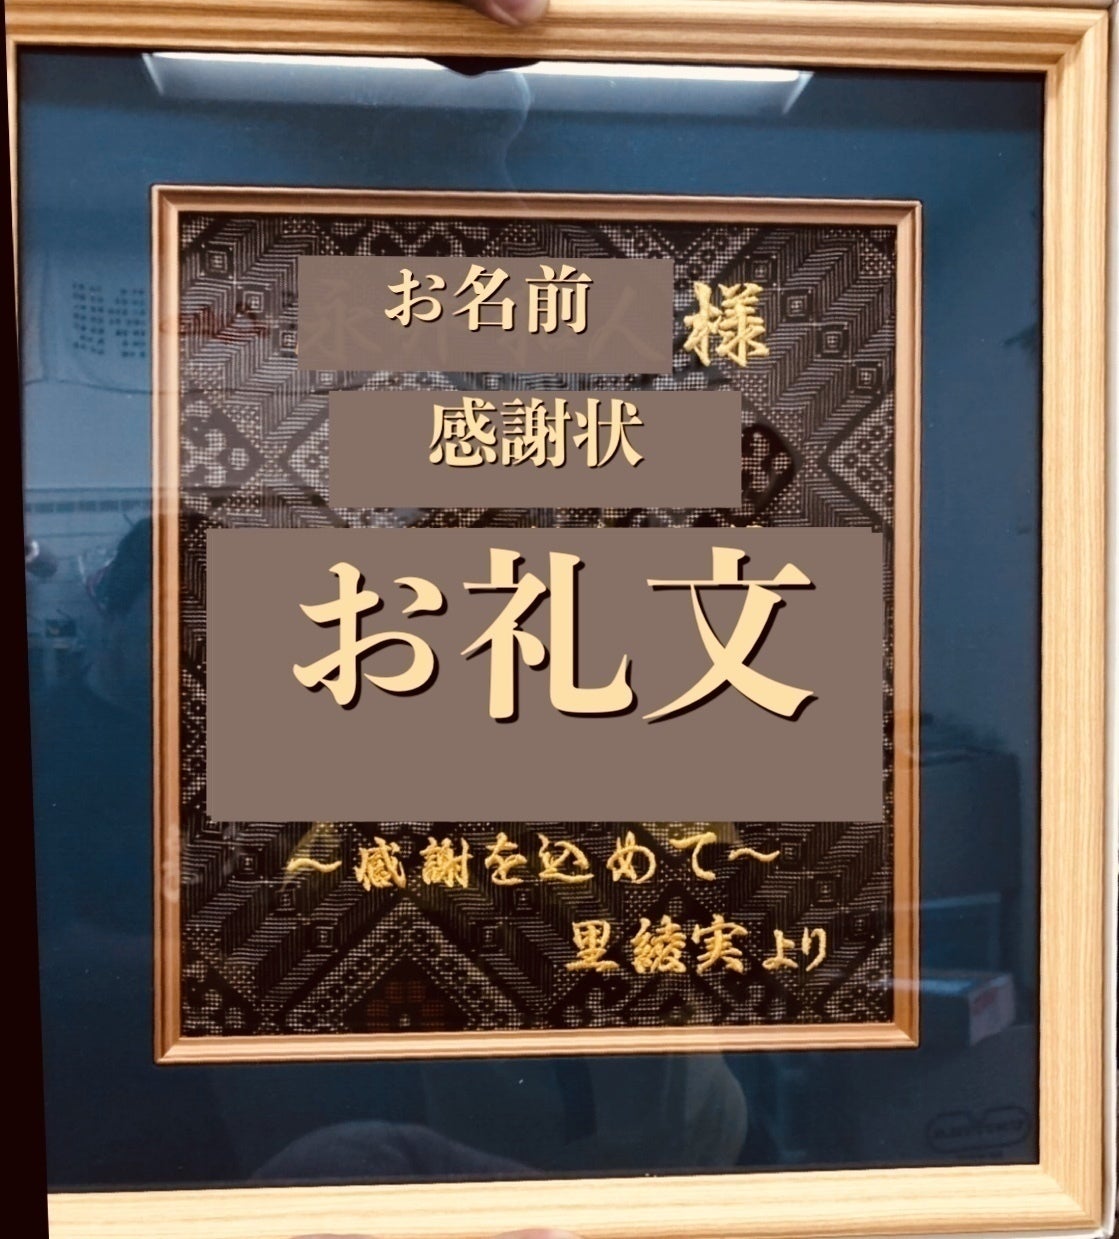 お名前 様
感謝状
お礼文
～感謝を込めて～
里綾実より